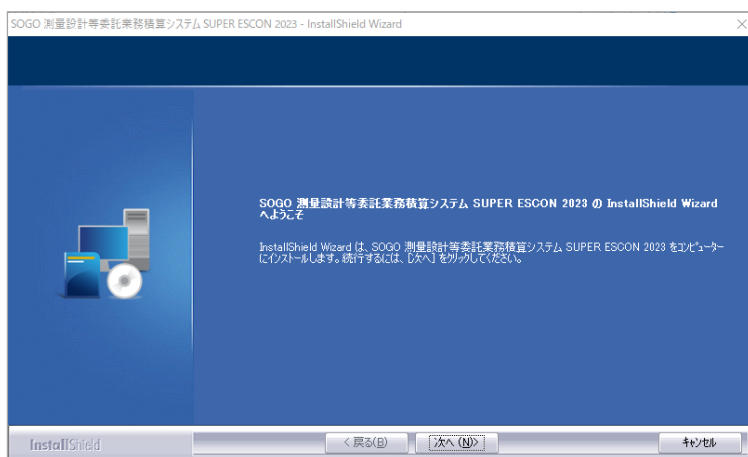 SOGO 測量設計等委託業務積算システム SUPER ESCON 2023 - InstallShield Wizard
SOGO 測量設計等委託業務積算システム SUPER ESCON 2023 の InstallShield Wizard
へようこそ
InstallShield Wizard は、SOGO 測量設計等委託業務積算システム SUPER ESCON 2023 をコンピューター
にインストールします。続行するには、[次へ] をクリックしてください。
InstallShield
< 戻る(B)
次へ (N)>
キャンセル